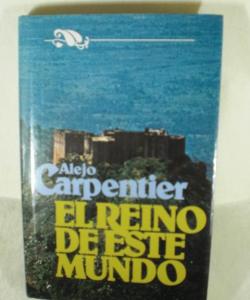 Alejo
Carpentier
EL REINO
DE ESTE
MUNDO